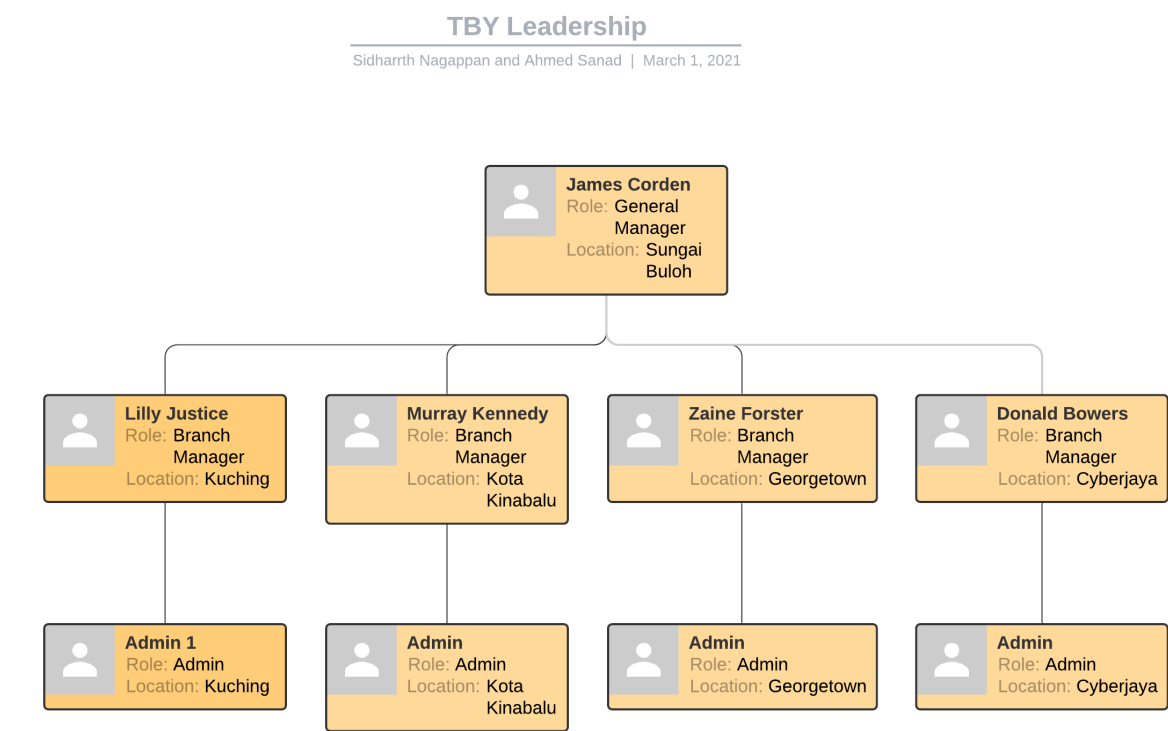 TBY Leadership
Sidharrth Nagappan and Ahmed Sanad | March 1, 2021
James Corden
Role: General
Manager
Location: Sungai
Buloh
Lilly Justice
Role: Branch
Manager
Location: Kuching
Murray Kennedy
Role: Branch
Manager
Location: Kota
Kinabalu
Zaine Forster
Role: Branch
Manager
Location: Georgetown
Donald Bowers
Role: Branch
Manager
Location: Cyberjaya
Admin 1
Role: Admin
Location: Kuching
Admin
Role: Admin
Location: Kota
Kinabalu
Admin
Role: Admin
Location: Georgetown
Admin
Role: Admin
Location: Cyberjaya